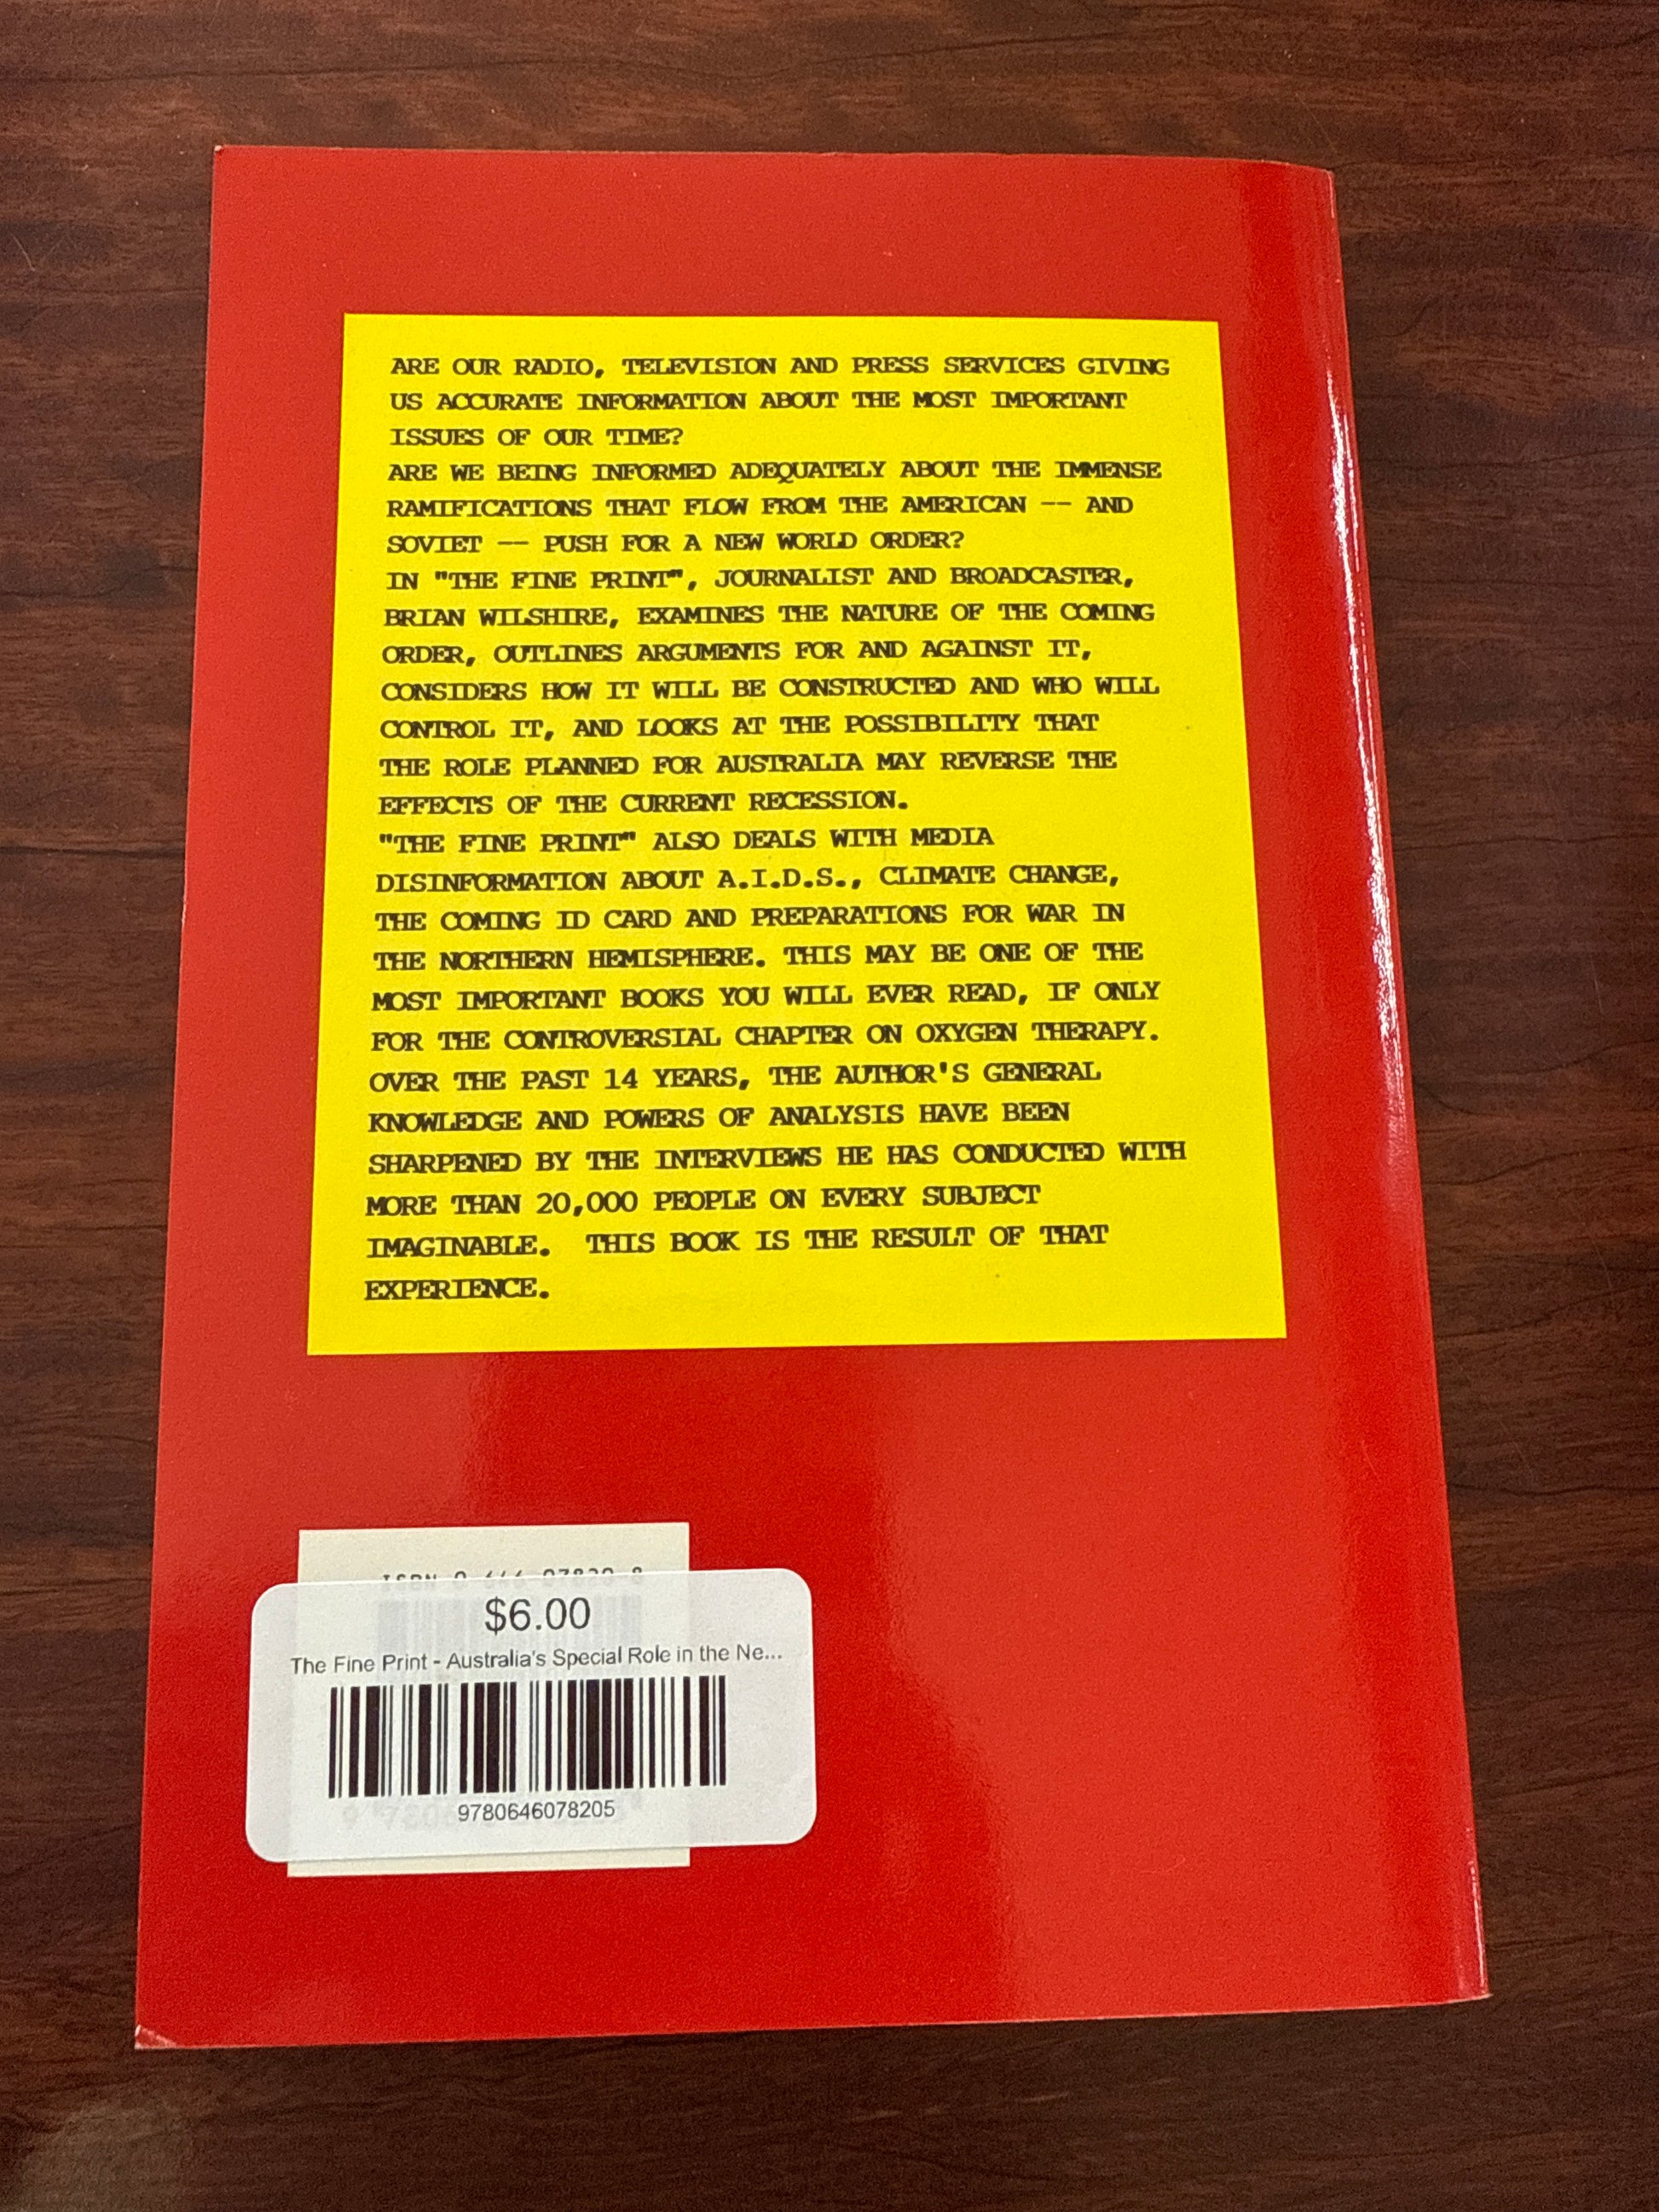 ARE OUR RADIO, TELEVISION AND PRESS SERVICES GIVING
US ACCURATE INFORMATION ABOUT THE MOST IMPORTANT
ISSUES OF OUR TIME?
ARE WE BEING INFORMED ADEQUATELY ABOUT THE IMMENSE
RAMIFICATIONS THAT FLOW FROM THE AMERICAN -- AND
SOVIET -- PUSH FOR A NEW WORLD ORDER?
IN "THE FINE PRINT", JOURNALIST AND BROADCASTER,
BRIAN WILSHIRE, EXAMINES THE NATURE OF THE COMING
ORDER, OUTLINES ARGUMENTS FOR AND AGAINST IT,
CONSIDERS HOW IT WILL BE CONSTRUCTED AND WHO WILL
CONTROL IT, AND LOOKS AT THE POSSIBILITY THAT
THE ROLE PLANNED FOR AUSTRALIA MAY REVERSE THE
EFFECTS OF THE CURRENT RECESSION.
"THE FINE PRINT" ALSO DEALS WITH MEDIA
DISINFORMATION ABOUT A.I.D.S., CLIMATE CHANGE,
THE COMING ID CARD AND PREPARATIONS FOR WAR IN
THE NORTHERN HEMISPHERE. THIS MAY BE ONE OF THE
MOST IMPORTANT BOOKS YOU WILL EVER READ, IF ONLY
FOR THE CONTROVERSIAL CHAPTER ON OXYGEN THERAPY.
OVER THE PAST 14 YEARS, THE AUTHOR'S GENERAL
KNOWLEDGE AND POWERS OF ANALYSIS HAVE BEEN
SHARPENED BY THE INTERVIEWS HE HAS CONDUCTED WITH
MORE THAN 20,000 PEOPLE ON EVERY SUBJECT
IMAGINABLE. THIS BOOK IS THE RESULT OF THAT
EXPERIENCE.
ISBN 0 646 07820 8
$6.00
The Fine Print - Australia's Special Role in the Ne...
9780646078205